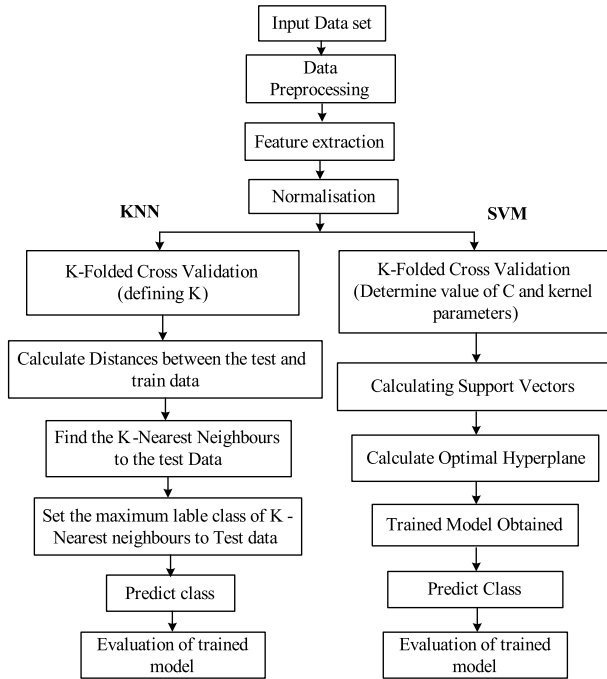 Input Data set
Data
Preprocessing
Feature extraction
Normalisation
KNN
SVM
K-Folded Cross Validation
(defining K)
Calculate Distances between the test and
train data
Find the K-Nearest Neighbours
to the test Data
Set the maximum lable class of K -
Nearest neighbours to Test data
Predict class
Evaluation of trained
model
K-Folded Cross Validation
(Determine value of C and kernel
parameters)
Calculating Support Vectors
Calculate Optimal Hyperplane
Trained Model Obtained
Predict Class
Evaluation of trained
model